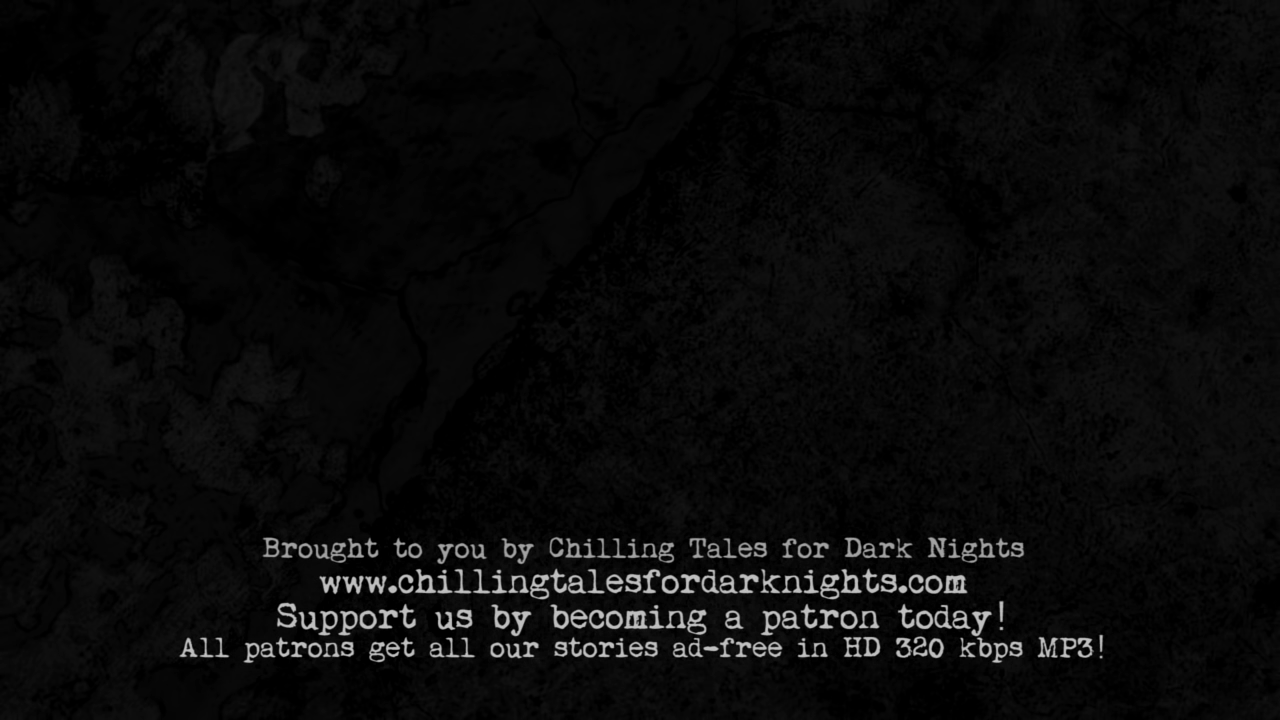 Brought to you by Chilling Tales for Dark Nights
www.chillingtalesfordarknights.com
Support us by becoming a patron today!
All patrons get all our stories ad-free in HD 320 kbps MP3!